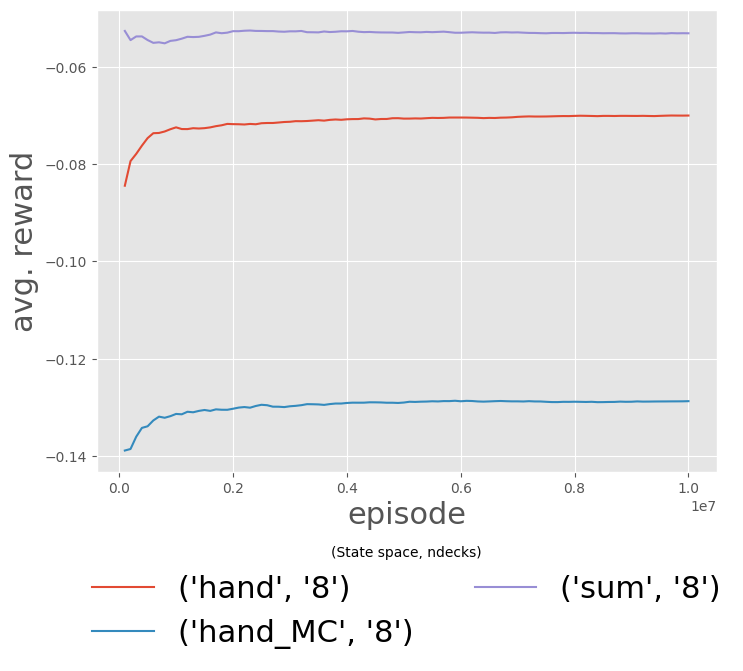 −0.06
−0.08
−0.10
−0.12
−0.14
avg. reward
0.0 0.2 0.4 0.6 0.8 1.0
1e7
episode
(State space, ndecks)
('hand', '8') ('sum', '8')
('hand_MC', '8')